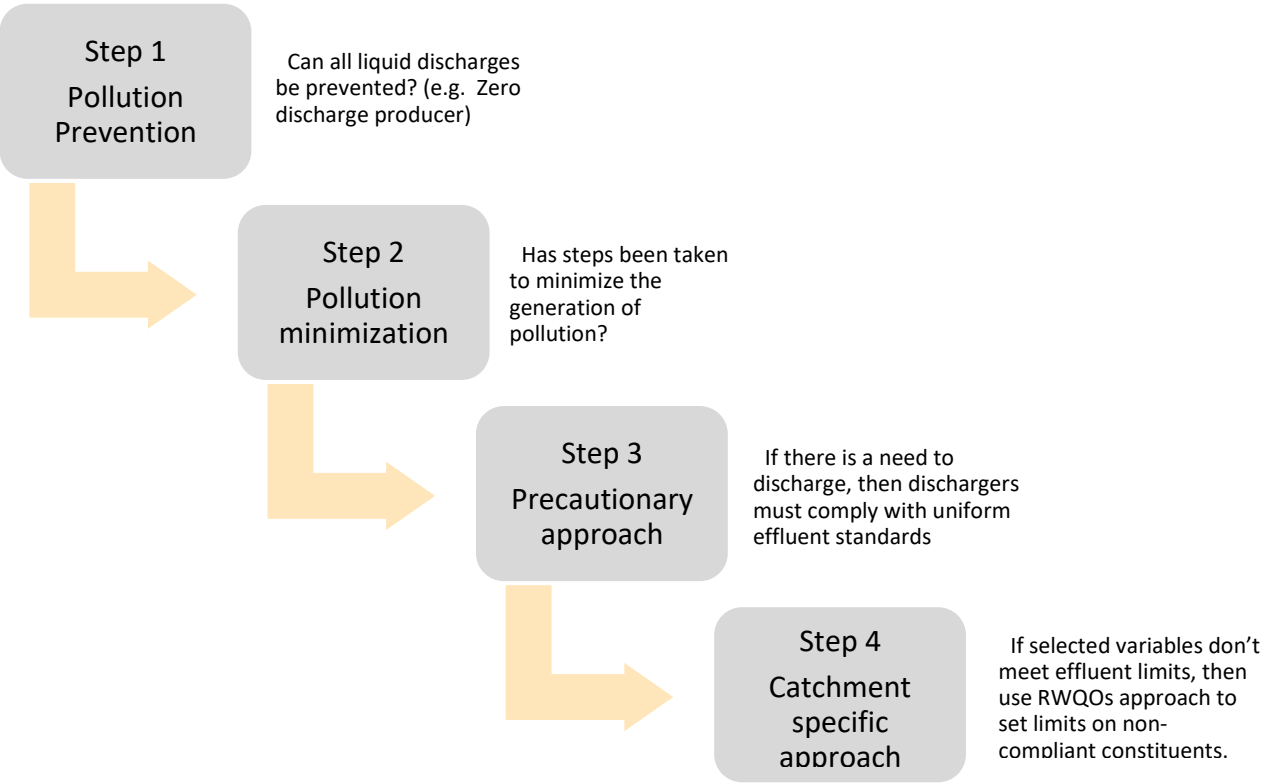 Step 1
Pollution
Prevention
Can all liquid discharges
be prevented? (e.g. Zero
discharge producer)
Step 2
Pollution
minimization
Has steps been taken
to minimize the
generation of
pollution?
Step 3
Precautionary
approach
If there is a need to
discharge, then dischargers
must comply with uniform
effluent standards
Step 4
Catchment
specific
approach
If selected variables don’t
meet effluent limits, then
use RWQOs approach to
set limits on non-
compliant constituents.